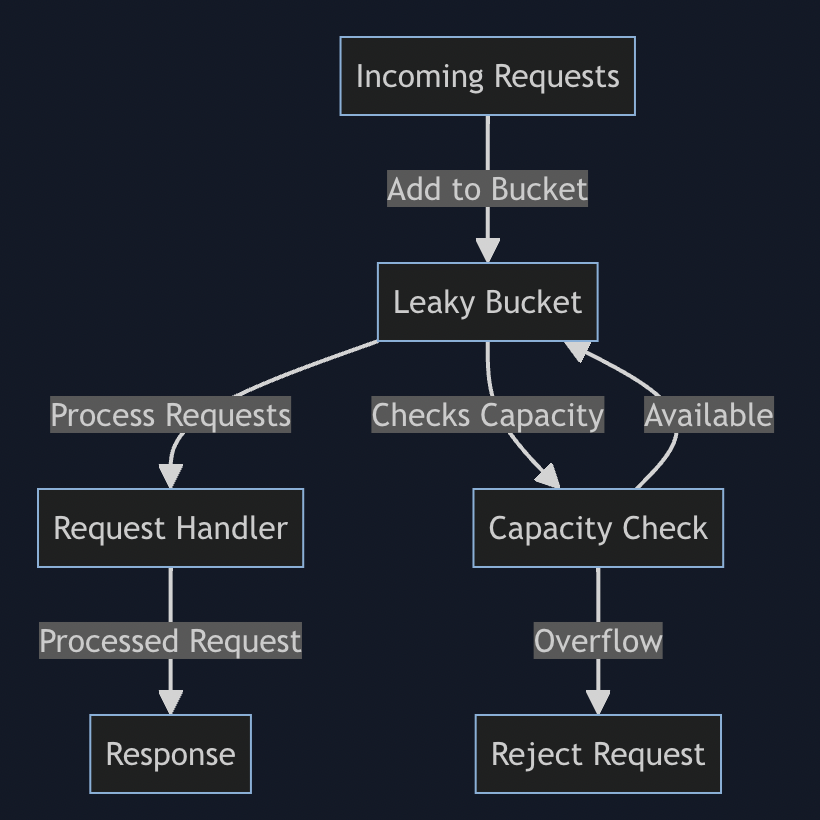 Incoming Requests
Add to Bucket
Leaky Bucket
Process Requests
Checks Capacity
Available
Request Handler
Capacity Check
Processed Request
Overflow
Response
Reject Request